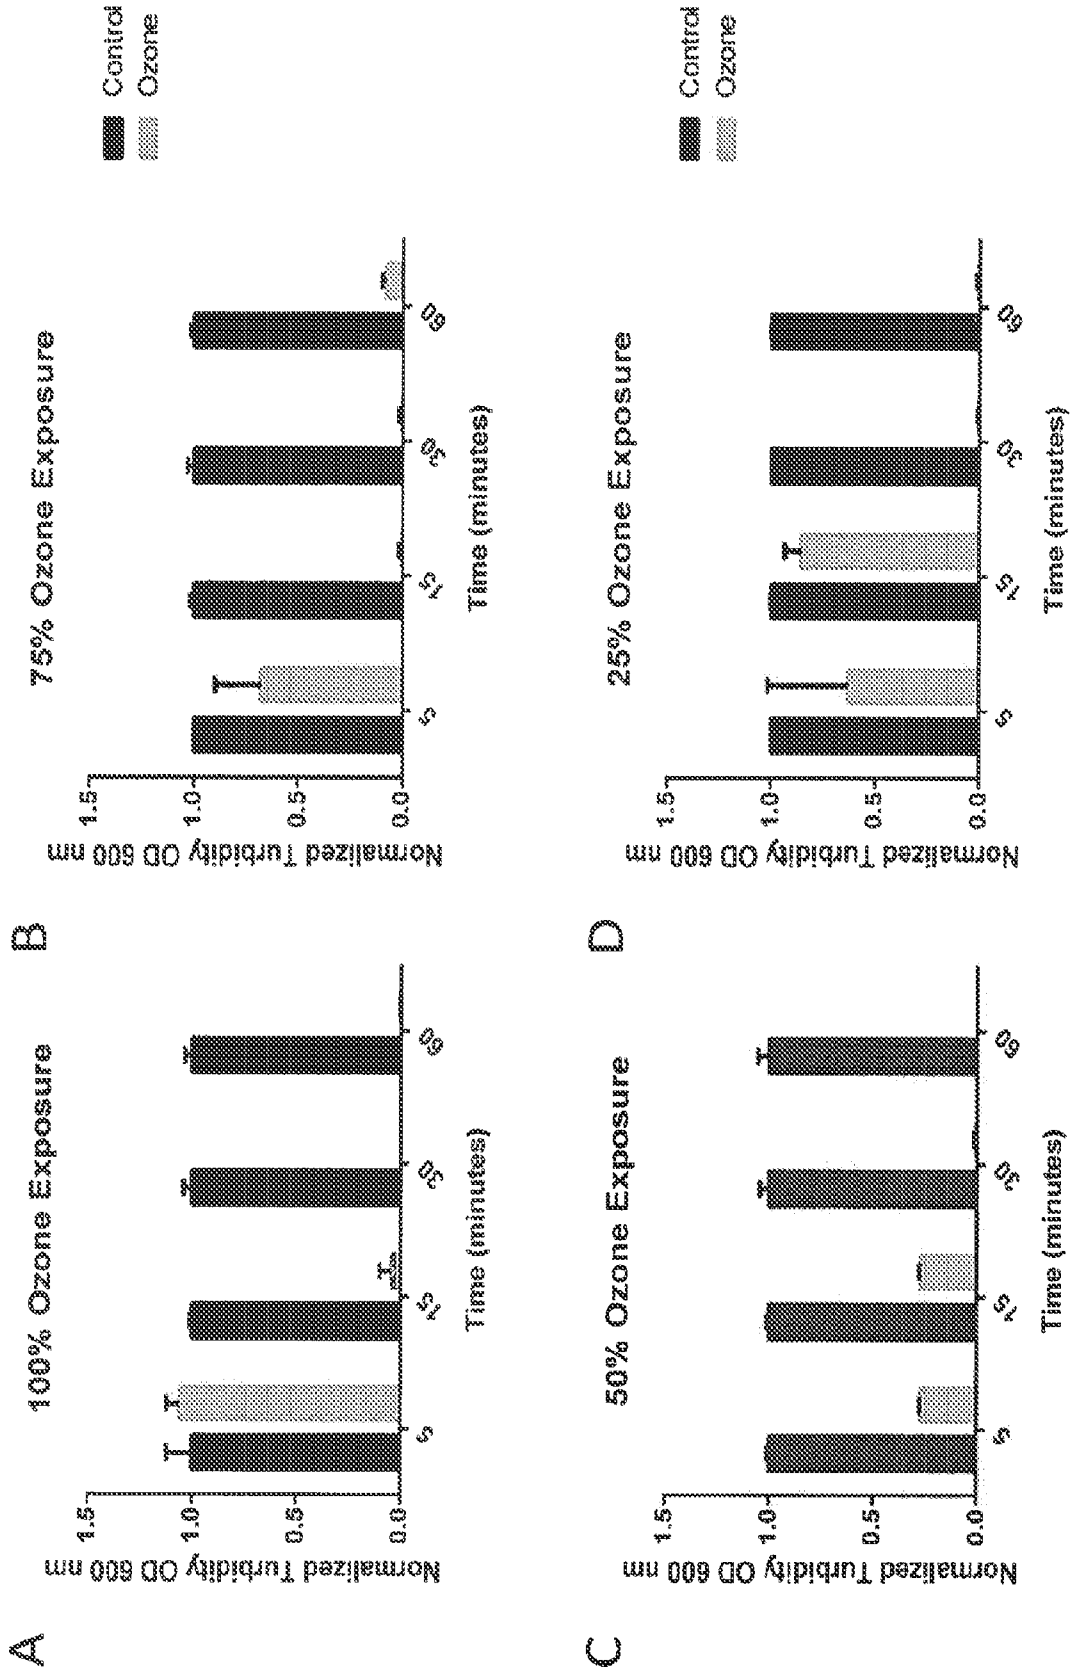 A
100% Ozone Exposure
Normalized Turbidity OD 600 nm
1.5
1.0
0.5
0.0
5
15
30
60
Time (minutes)
B
75% Ozone Exposure
Control
Ozone
Normalized Turbidity OD 600 nm
1.5
1.0
0.5
0.0
5
15
30
60
Time (minutes)
C
50% Ozone Exposure
Normalized Turbidity OD 600 nm
1.5
1.0
0.5
0.0
5
15
30
60
Time (minutes)
D
25% Ozone Exposure
Control
Ozone
Normalized Turbidity OD 600 nm
1.5
1.0
0.5
0.0
5
15
30
60
Time (minutes)